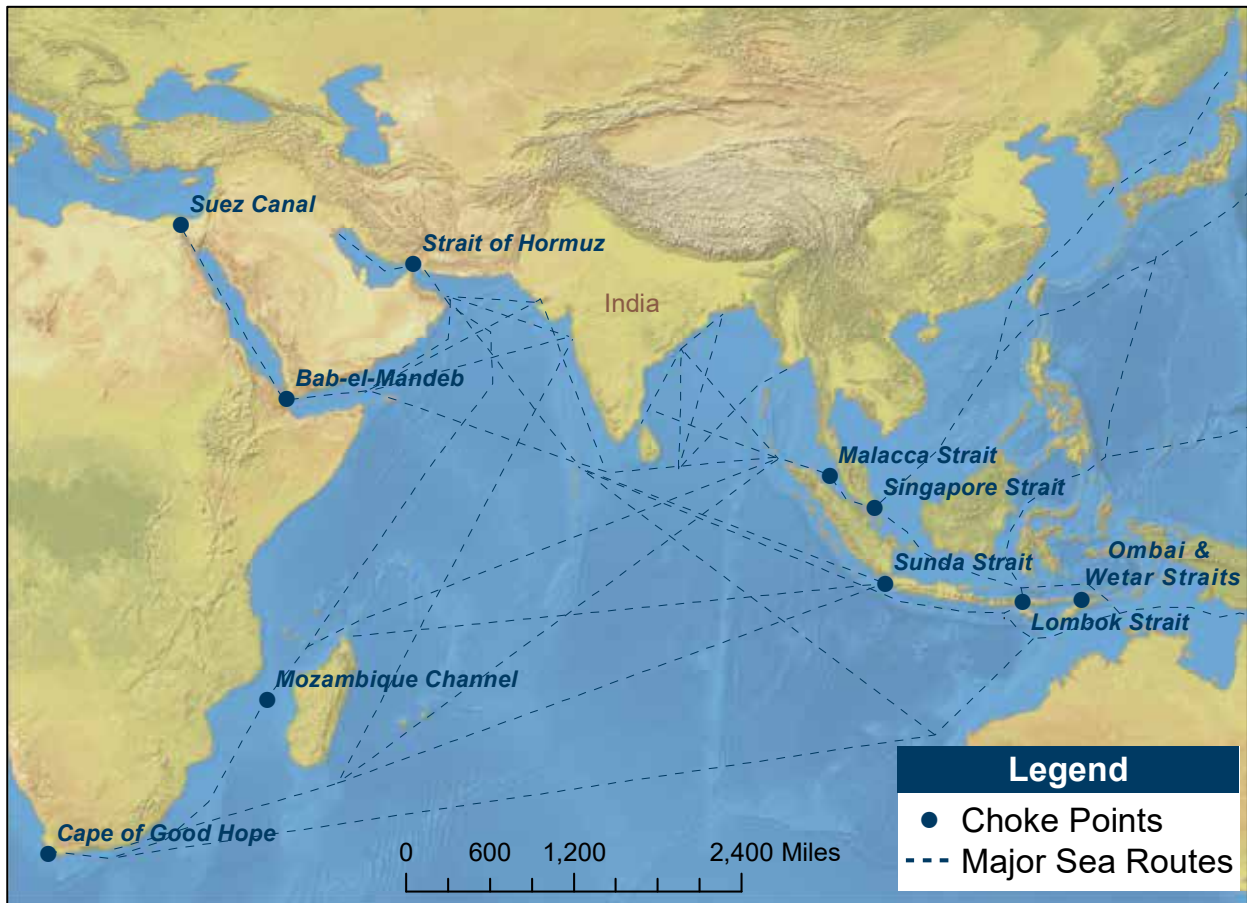 Suez Canal
Strait of Hormuz
India
Bab-el-Mandeb
Malacca Strait
Singapore Strait
Sunda Strait
Ombai &
Wetar Straits
Lombok Strait
Mozambique Channel
Cape of Good Hope
0 600 1,200 2,400 Miles
Legend
Choke Points
Major Sea Routes